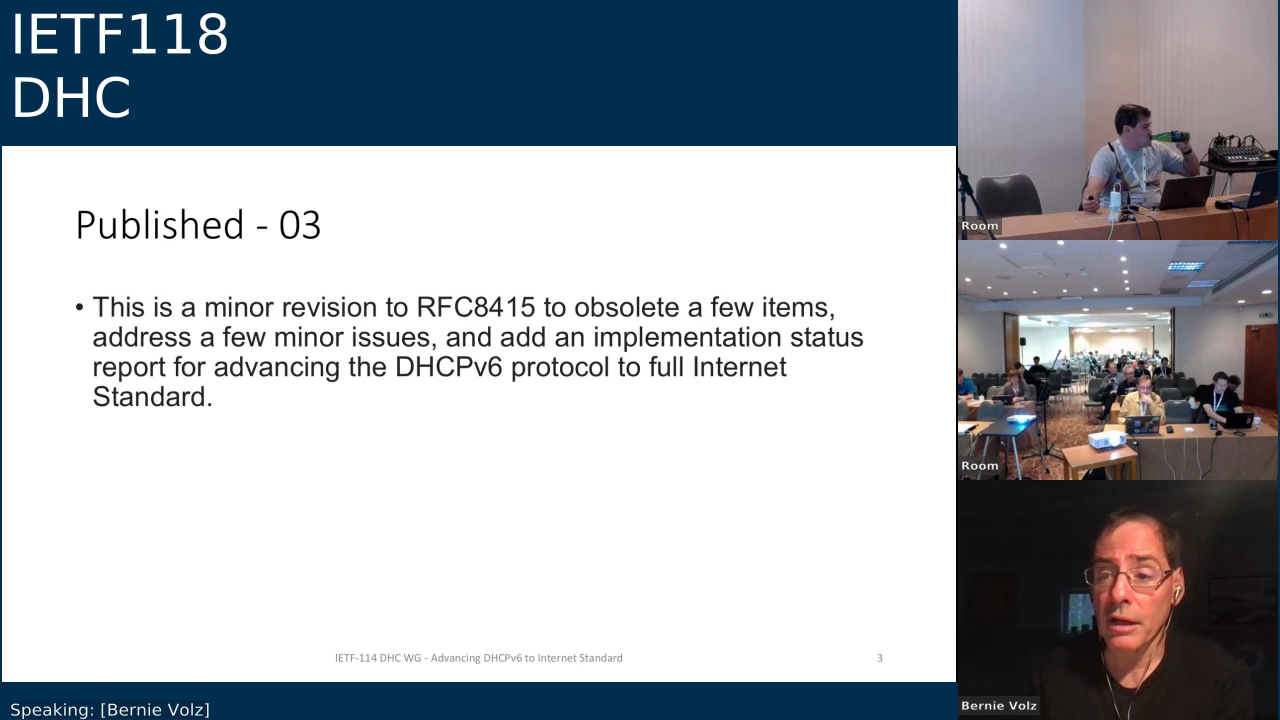 IETF118
DHC
Published - 03
• This is a minor revision to RFC8415 to obsolete a few items,
address a few minor issues, and add an implementation status
report for advancing the DHCPv6 protocol to full Internet
Standard.
IETF-114 DHC WG - Advancing DHCPv6 to Internet Standard
3
Speaking: [Bernie Volz]
Room
Room
Bernie Volz